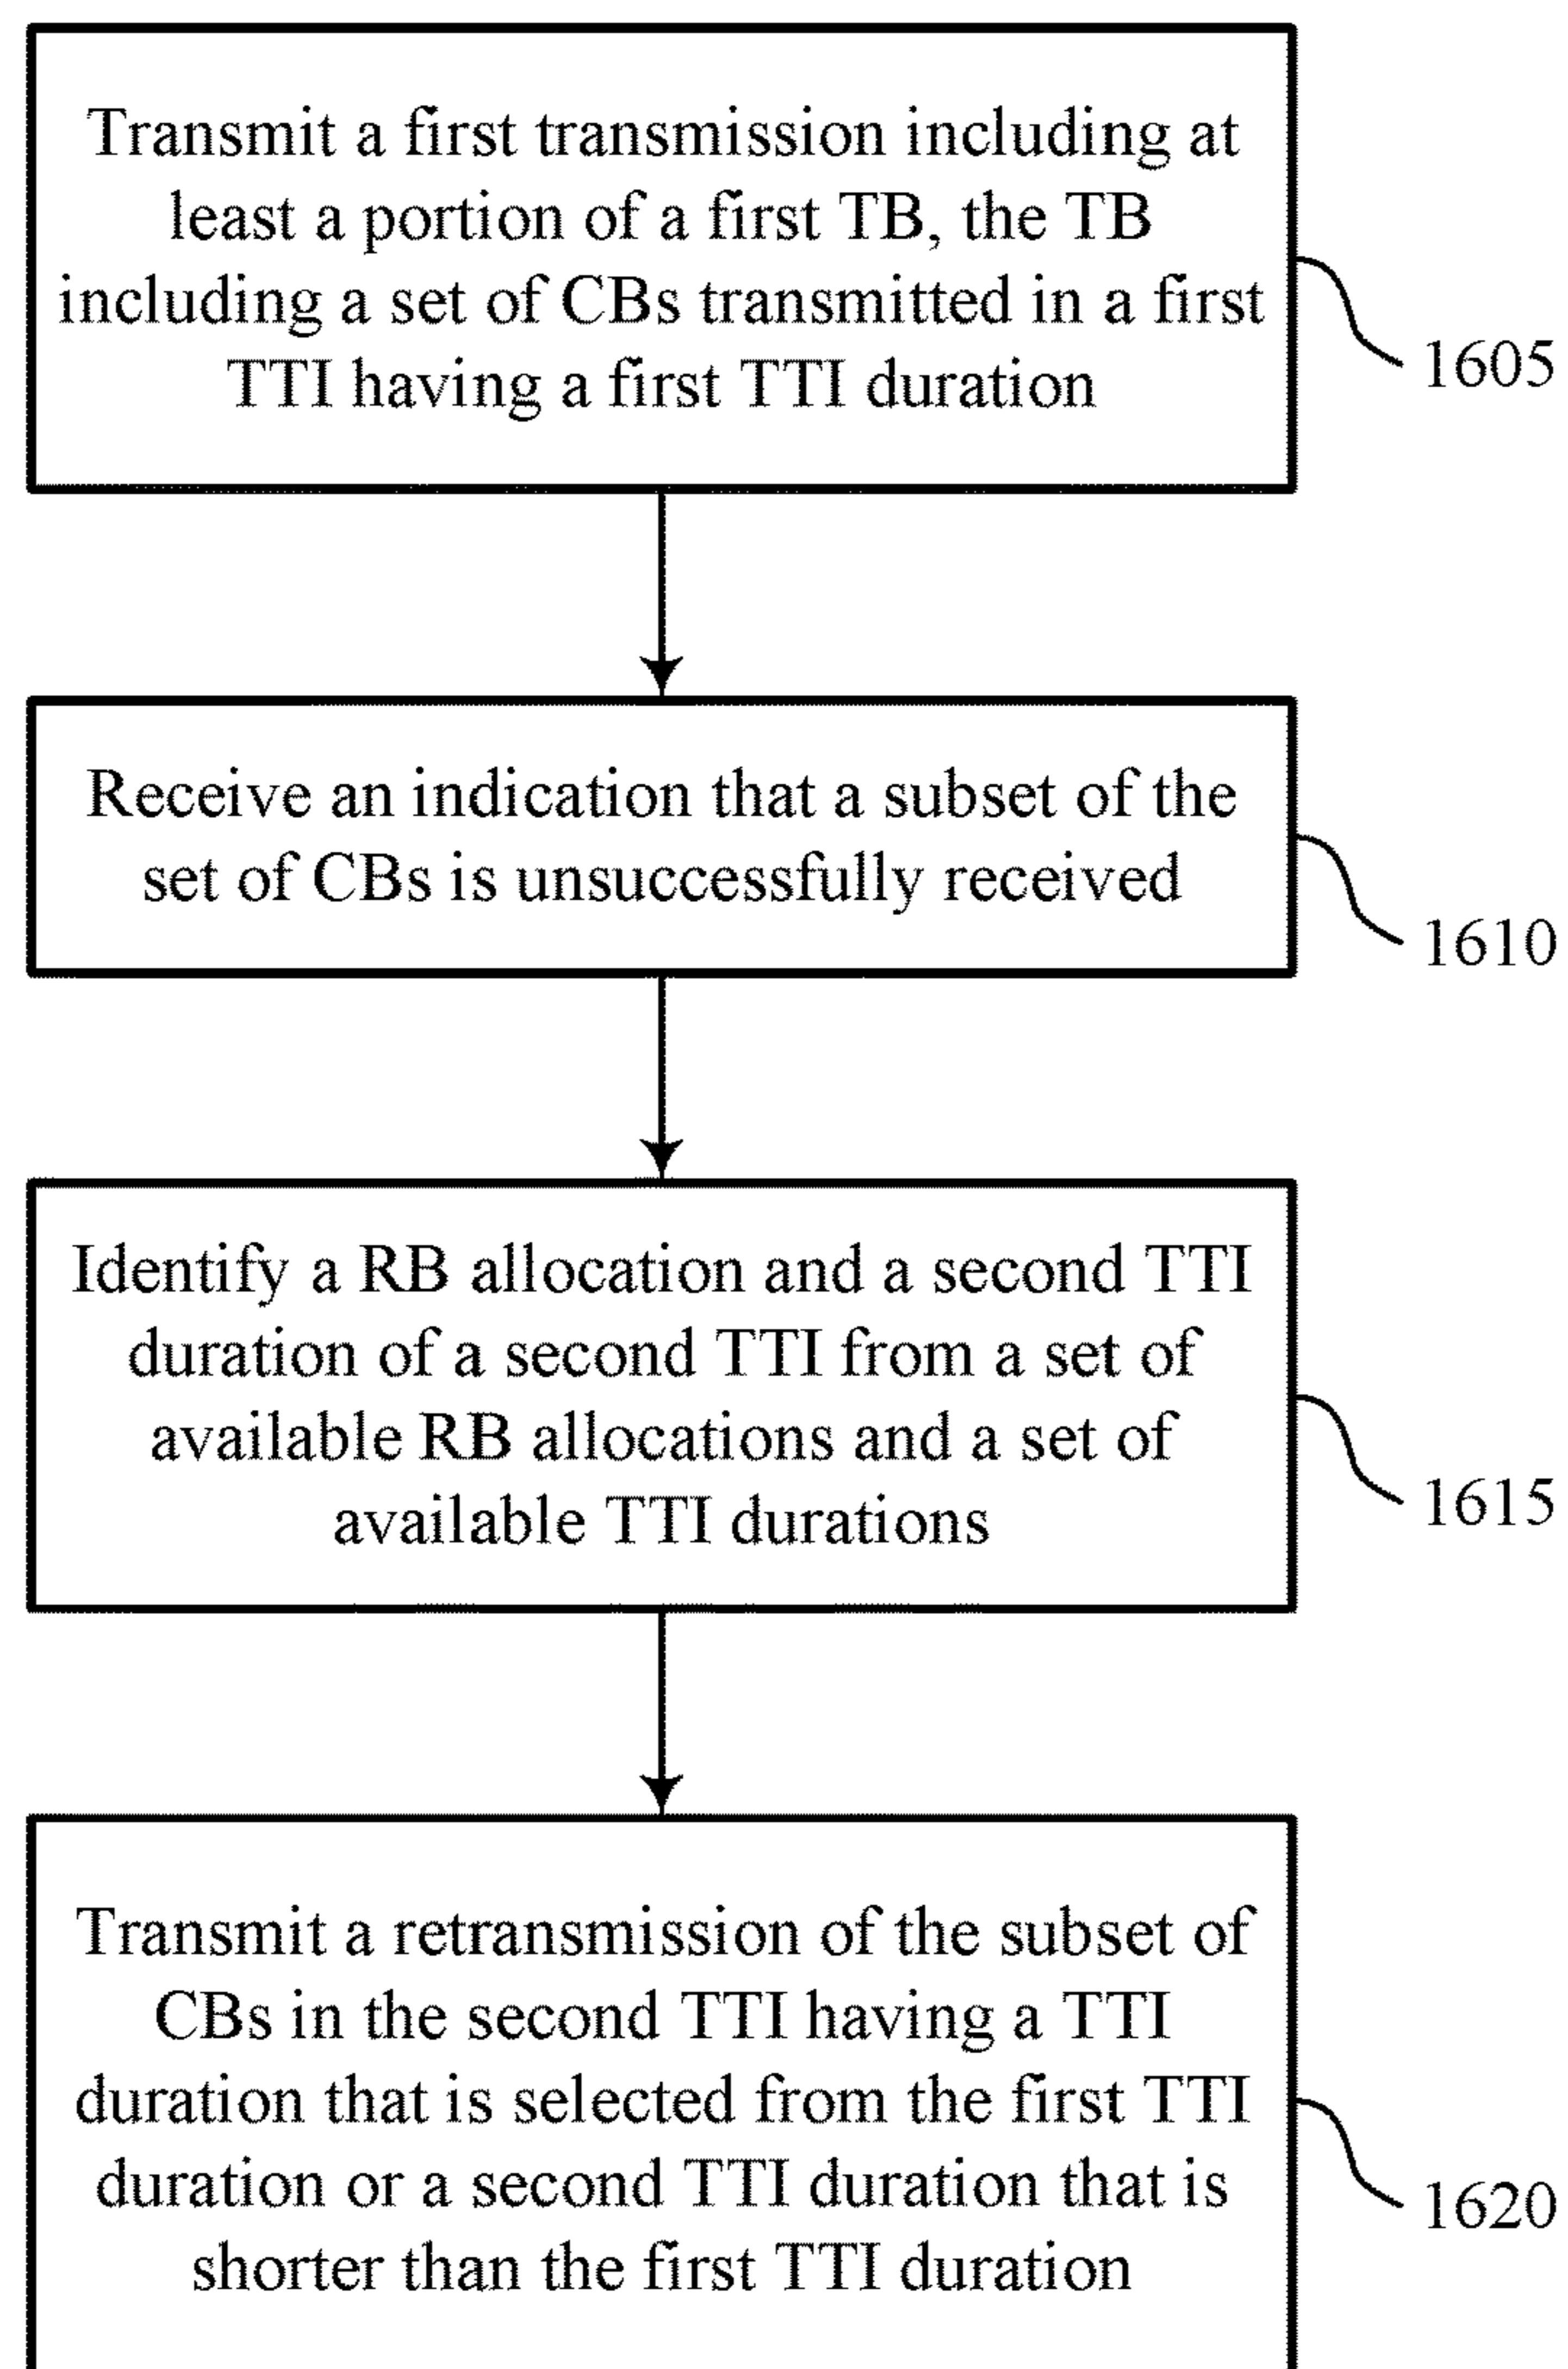 Transmit a first transmission including at
least a portion of a first TB, the TB
including a set of CBs transmitted in a first
TTI having a first TTI duration
1605
Receive an indication that a subset of the
set of CBs is unsuccessfully received
1610
Identify a RB allocation and a second TTI
duration of a second TTI from a set of
available RB allocations and a set of
available TTI durations
1615
Transmit a retransmission of the subset of
CBs in the second TTI having a TTI
duration that is selected from the first TTI
duration or a second TTI duration that is
shorter than the first TTI duration
1620